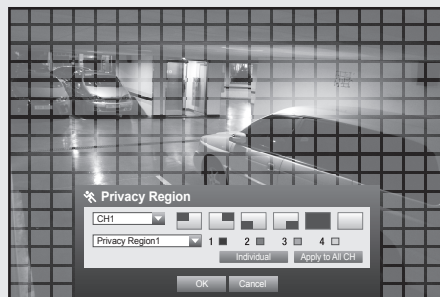 Privacy Region
CH1
Privacy Region1 1 2 3 4
Individual Apply to All CH
OK Cancel